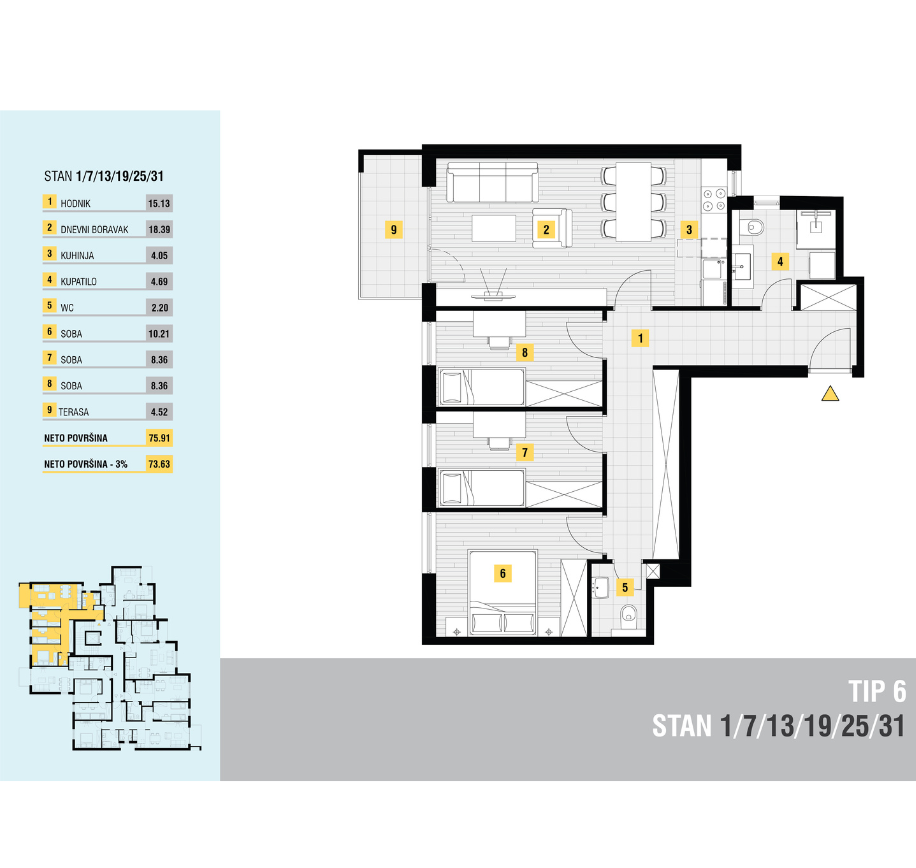 STAN 1/7/13/19/25/31
1 HODNIK 15.13
2 DNEVNI BORAVAK 18.39
3 KUHINJA 4.05
4 KUPATILO 4.69
5 WC 2.20
6 SOBA 10.21
7 SOBA 8.36
8 SOBA 8.36
9 TERASA 4.52
NETO POVRŠINA 75.91
NETO POVRŠINA - 3% 73.63
9
2
3
4
1
8
7
6
5
TIP 6
STAN 1/7/13/19/25/31